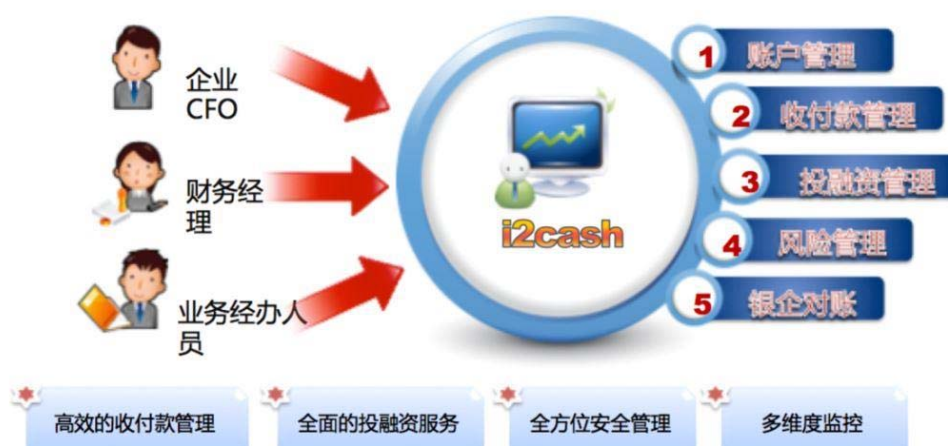 企业
CFO
财务经
理
业务经办人
员
i2cash
1 账户管理
2 收付款管理
3 投融资管理
4 风险管理
5 银企对账
高效的收付款管理
全面的投融资服务
全方位安全管理
多维度监控